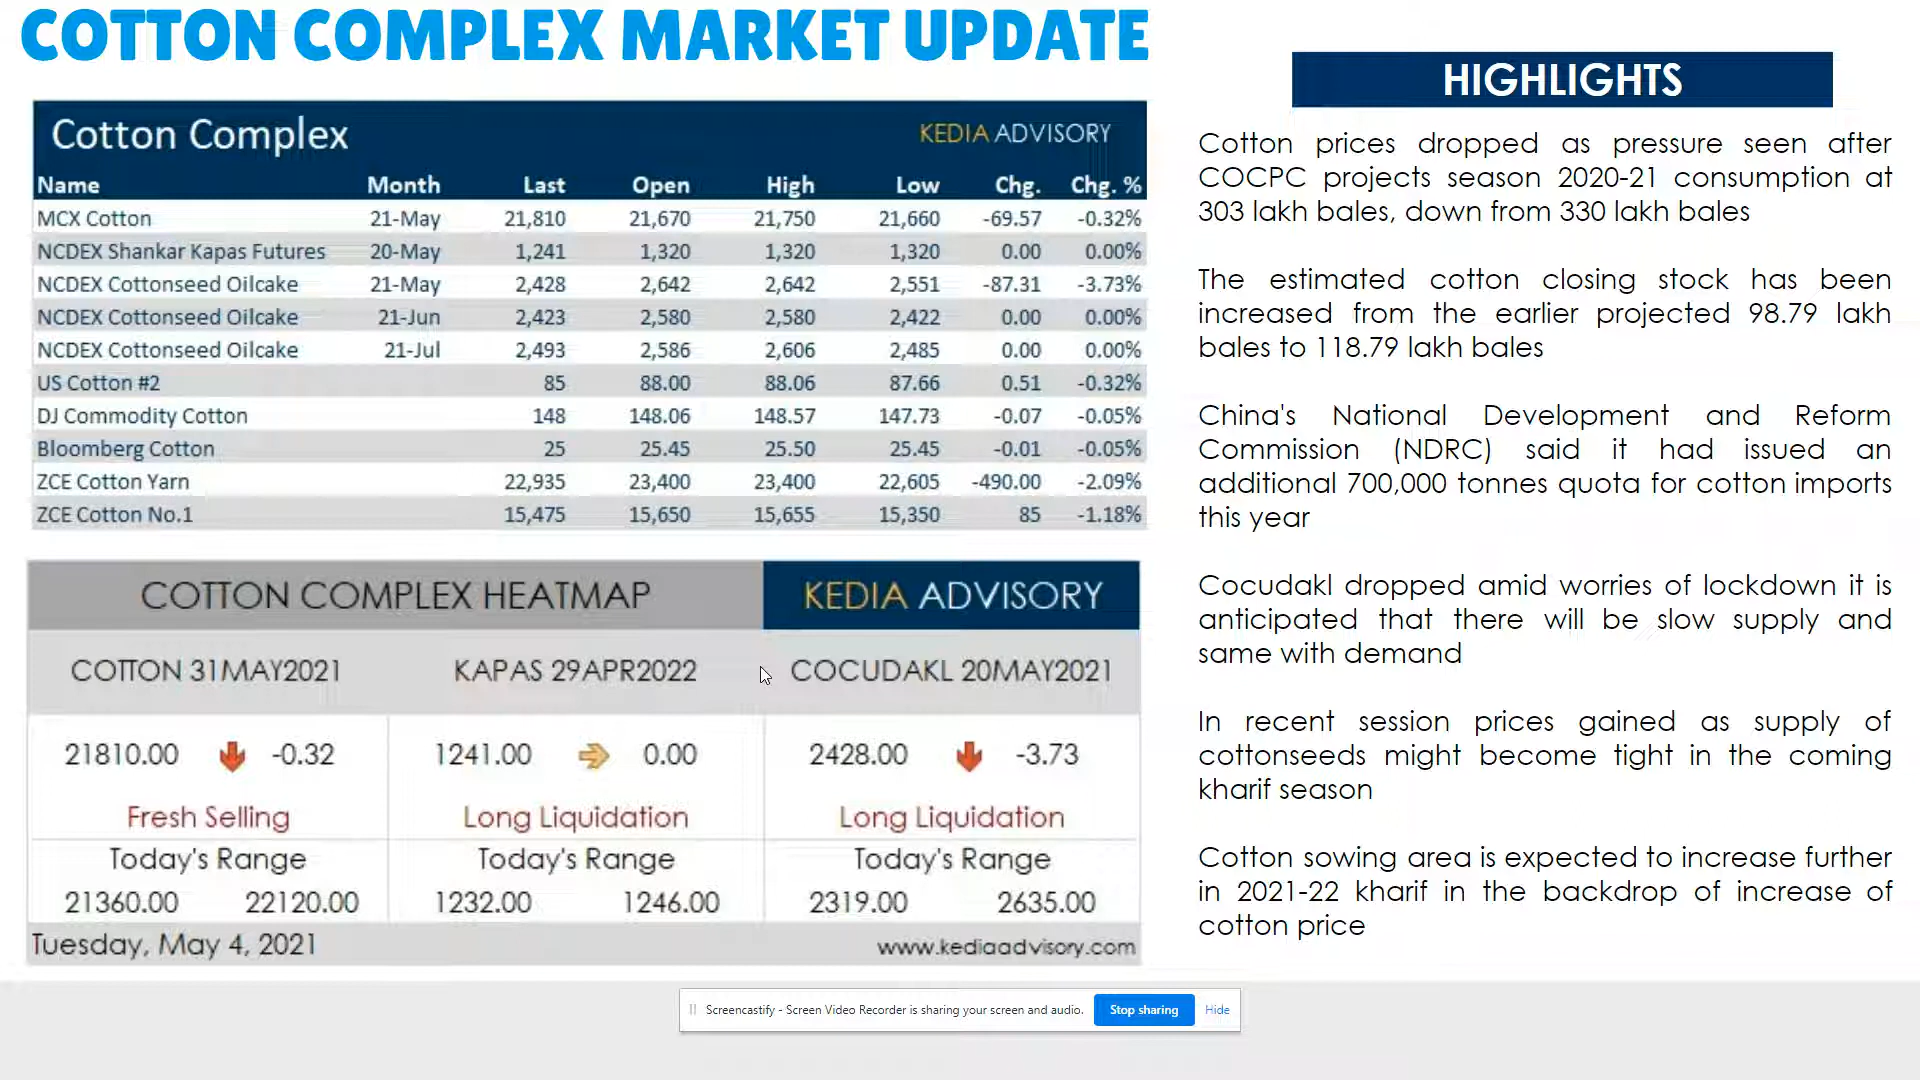 COTTON COMPLEX MARKET UPDATE
Cotton Complex KEDIA ADVISORY
Name Month Last Open High Low Chg. Chg. %
MCX Cotton 21-May 21,810 21,670 21,750 21,660 -69.57 -0.32%
NCDEX Shankar Kapas Futures 20-May 1,241 1,320 1,320 1,320 0.00 0.00%
NCDEX Cottonseed Oilcake 21-May 2,428 2,642 2,642 2,551 -87.31 -3.73%
NCDEX Cottonseed Oilcake 21-Jun 2,423 2,580 2,580 2,422 0.00 0.00%
NCDEX Cottonseed Oilcake 21-Jul 2,493 2,586 2,606 2,485 0.00 0.00%
US Cotton #2 85 88.00 88.06 87.66 0.51 -0.32%
DJ Commodity Cotton 148 148.06 148.57 147.73 -0.07 -0.05%
Bloomberg Cotton 25 25.45 25.50 25.45 -0.01 -0.05%
ZCE Cotton Yarn 22,935 23,400 23,400 22,605 -490.00 -2.09%
ZCE Cotton No.1 15,475 15,650 15,655 15,350 85 -1.18%
COTTON COMPLEX HEATMAP KEDIA ADVISORY
COTTON 31MAY2021 KAPAS 29APR2022 COCUDAKL 20MAY2021
21810.00 -0.32 1241.00 0.00 2428.00 -3.73
Fresh Selling Long Liquidation Long Liquidation
Today's Range Today's Range Today's Range
21360.00 22120.00 1232.00 1246.00 2319.00 2635.00
Tuesday, May 4, 2021 www.kediaadvisory.com
HIGHLIGHTS
Cotton prices dropped as pressure seen after
COCPC projects season 2020-21 consumption at
303 lakh bales, down from 330 lakh bales
The estimated cotton closing stock has been
increased from the earlier projected 98.79 lakh
bales to 118.79 lakh bales
China's National Development and Reform
Commission (NDRC) said it had issued an
additional 700,000 tonnes quota for cotton imports
this year
Cocudakl dropped amid worries of lockdown it is
anticipated that there will be slow supply and
same with demand
In recent session prices gained as supply of
cottonseeds might become tight in the coming
kharif season
Cotton sowing area is expected to increase further
in 2021-22 kharif in the backdrop of increase of
cotton price
Screencastify - Screen Video Recorder is sharing your screen and audio. Stop sharing Hide